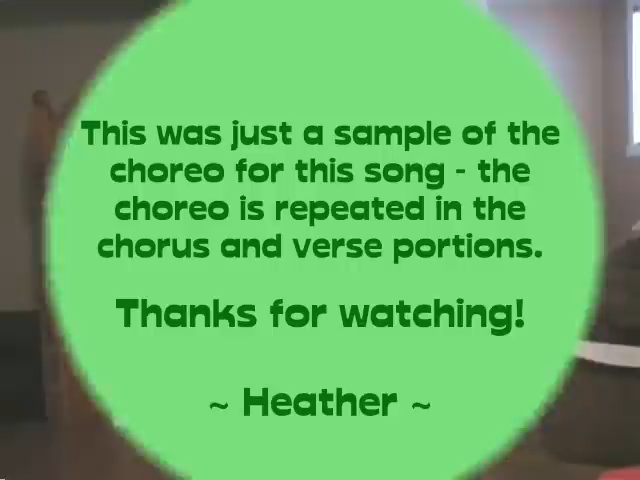 This was just a sample of the
choreo for this song - the
choreo is repeated in the
chorus and verse portions.
Thanks for watching!
~ Heather ~